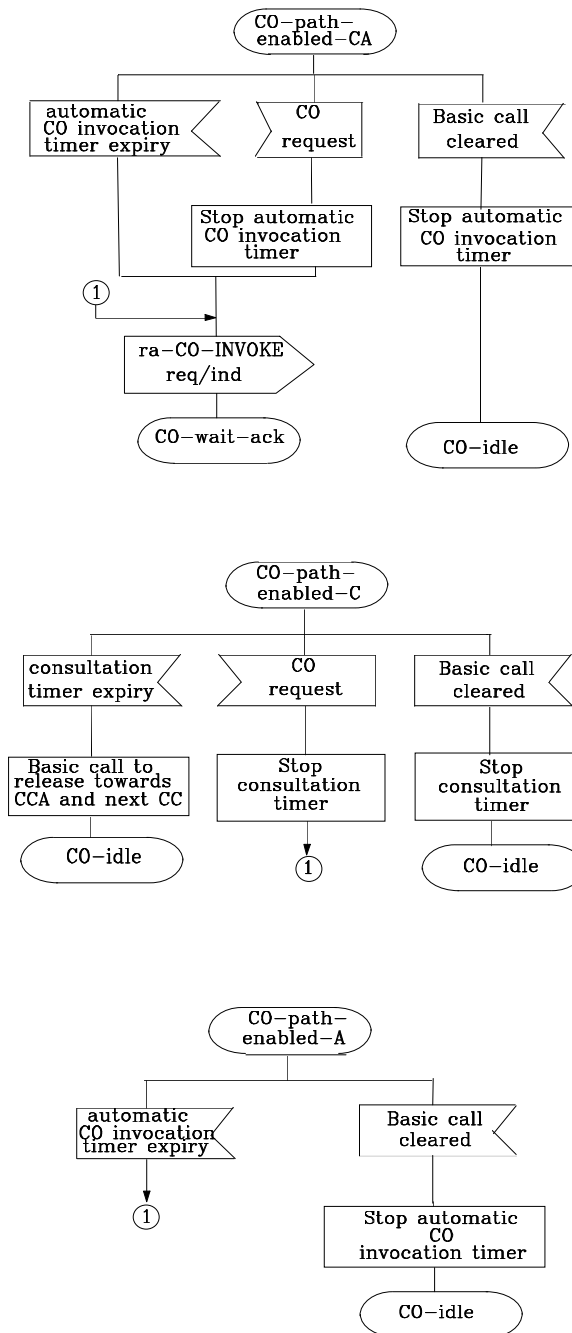 CO-path-
enabled-CA
automatic
CO invocation
timer expiry
CO
request
Basic call
cleared
Stop automatic
CO invocation
timer
Stop automatic
CO invocation
timer
1
ra-CO-INVOKE
req/ind
CO-wait-ack
CO-idle
CO-path-
enabled-C
consultation
timer expiry
CO
request
Basic call
cleared
Basic call to
release towards
CCA and next CC
Stop
consultation
timer
Stop
consultation
timer
CO-idle
1
CO-idle
CO-path-
enabled-A
automatic
CO invocation
timer expiry
Basic call
cleared
1
Stop automatic
CO
invocation timer
CO-idle